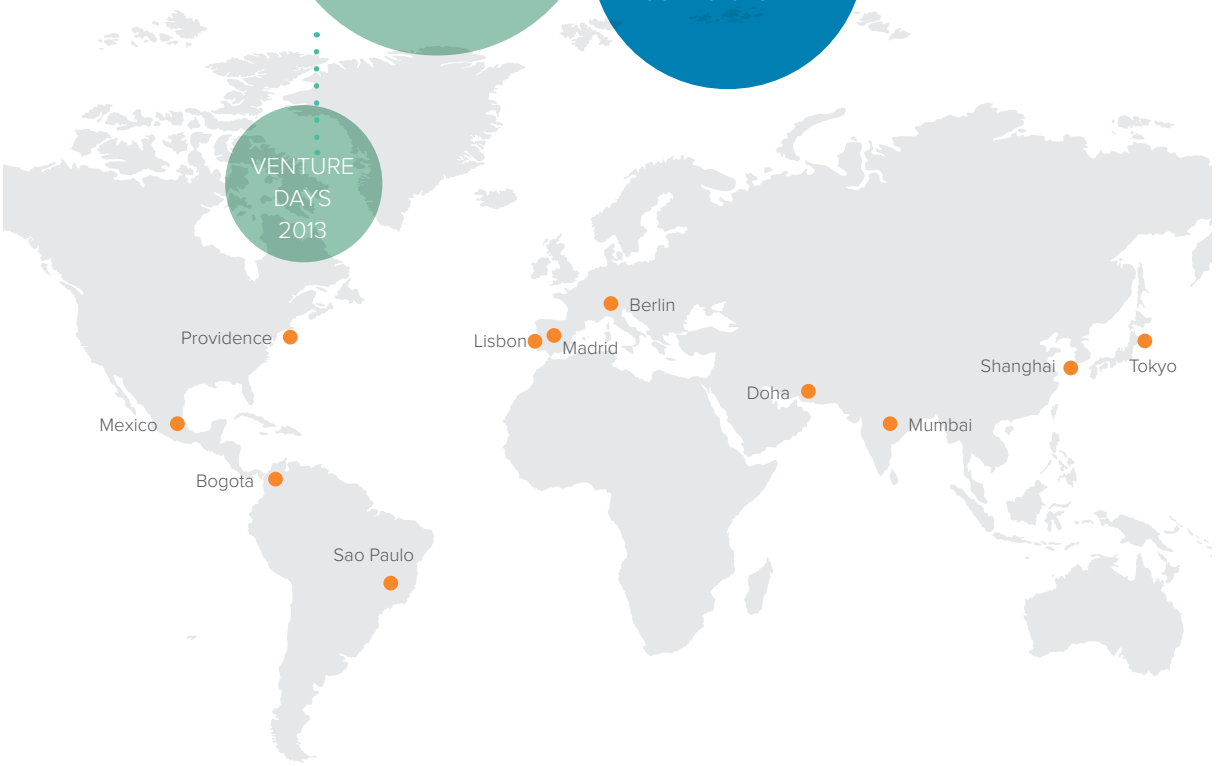 VENTURE
DAYS
2013
Berlin
Providence
Lisbon
Madrid
Shanghai
Tokyo
Doha
Mexico
Mumbai
Bogota
Sao Paulo